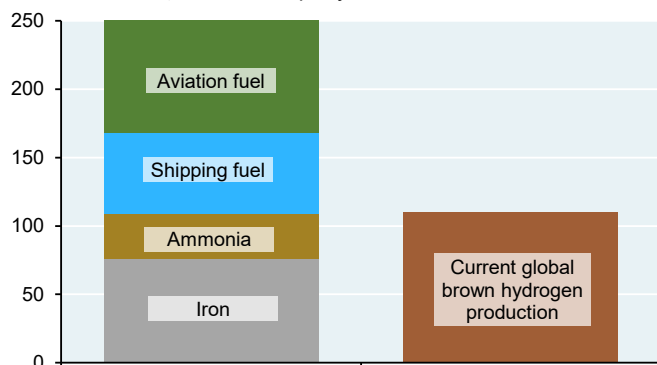 250
200
150
100
50
0
Aviation fuel
Shipping fuel
Ammonia
Iron
Current global
brown hydrogen
production